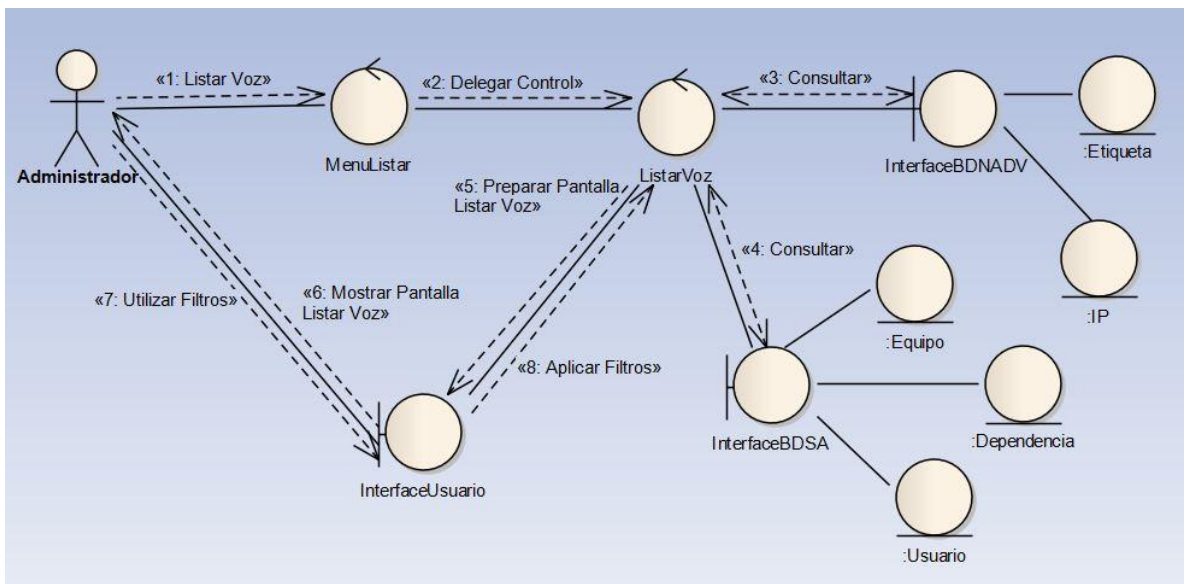 «1: Listar Voz»
«2: Delegar Control»
«3: Consultar»
Administrador
MenuListar
ListarVoz
InterfaceBDNADV
:Etiqueta
«5: Preparar Pantalla
Listar Voz»
«4: Consultar»
«7: Utilizar Filtros»
«6: Mostrar Pantalla
Listar Voz»
:IP
:Equipo
«8: Aplicar Filtros»
InterfaceBDSA
:Dependencia
InterfaceUsuario
:Usuario